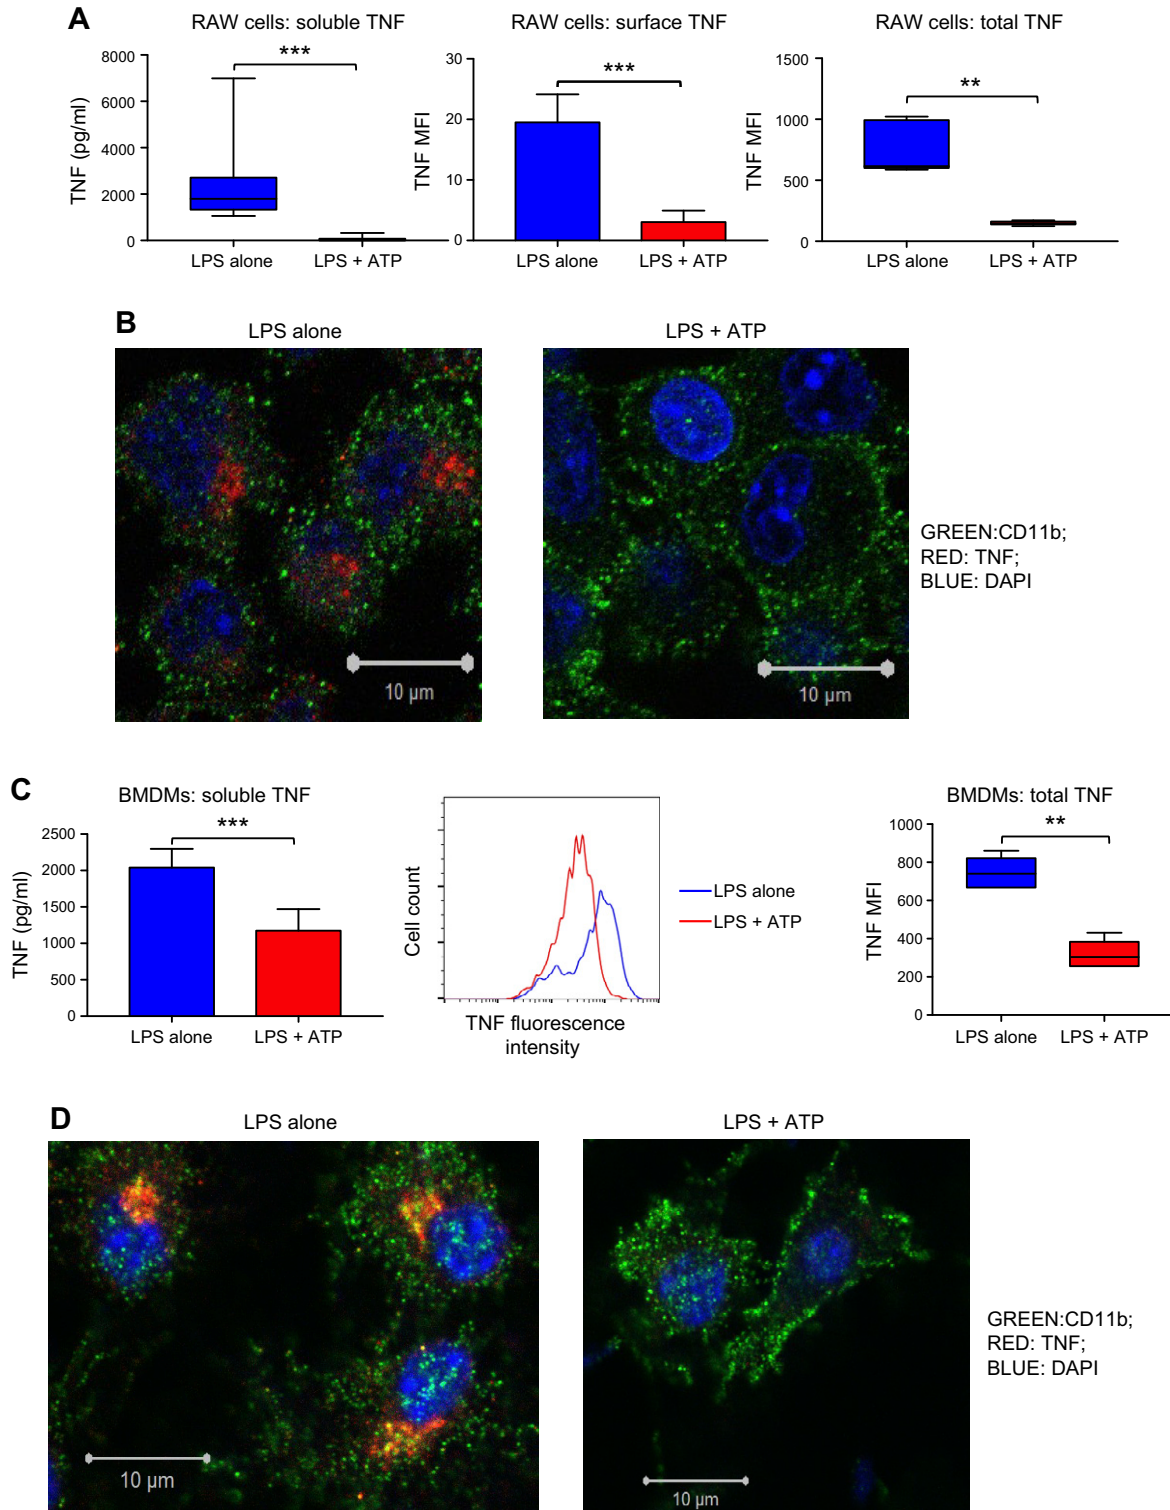 A
RAW cells: soluble TNF
RAW cells: surface TNF
RAW cells: total TNF
TNF (pg/ml)
8000
6000
4000
2000
0
***
LPS alone
LPS + ATP
TNF MFI
30
20
10
0
***
LPS alone
LPS + ATP
TNF MFI
1500
1000
500
0
**
LPS alone
LPS + ATP
B
LPS alone
LPS + ATP
10 µm
10 µm
GREEN:CD11b;
RED: TNF;
BLUE: DAPI
C
BMDMs: soluble TNF
TNF (pg/ml)
2500
2000
1500
1000
500
0
***
LPS alone
LPS + ATP
Cell count
TNF fluorescence
intensity
LPS alone
LPS + ATP
BMDMs: total TNF
TNF MFI
1000
800
600
400
200
0
**
LPS alone
LPS + ATP
D
LPS alone
LPS + ATP
10 µm
10 µm
GREEN:CD11b;
RED: TNF;
BLUE: DAPI